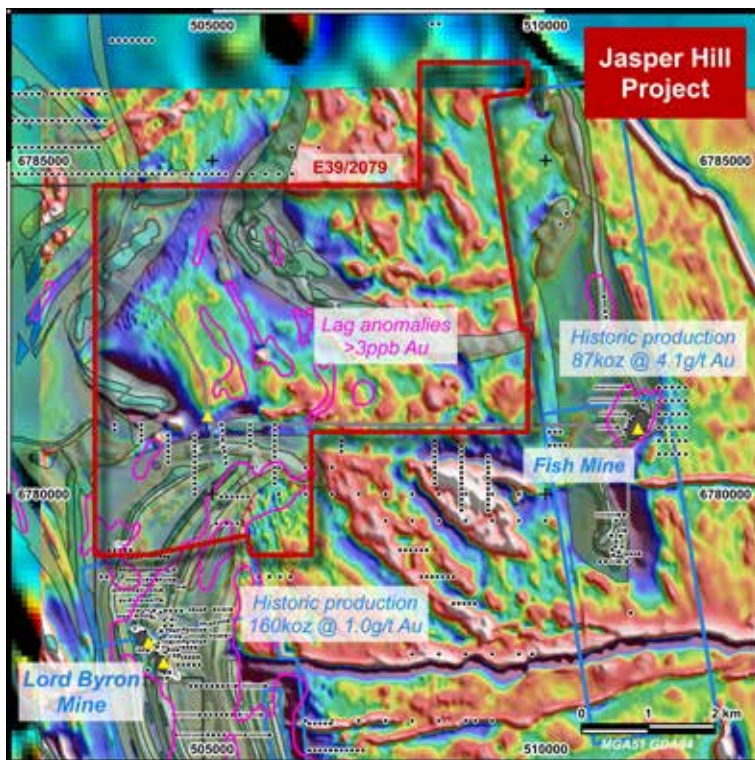 505000
510000
Jasper Hill
Project
6785000
6785000
E39/2079
Lag anomalies
>3ppb Au
Historic production
87koz @ 4.1g/t Au
Fish Mine
6780000
6780000
Historic production
160koz @ 1.0g/t Au
Lord Byron
Mine
0 1 2 km
505000
510000
MGA51 GDA94